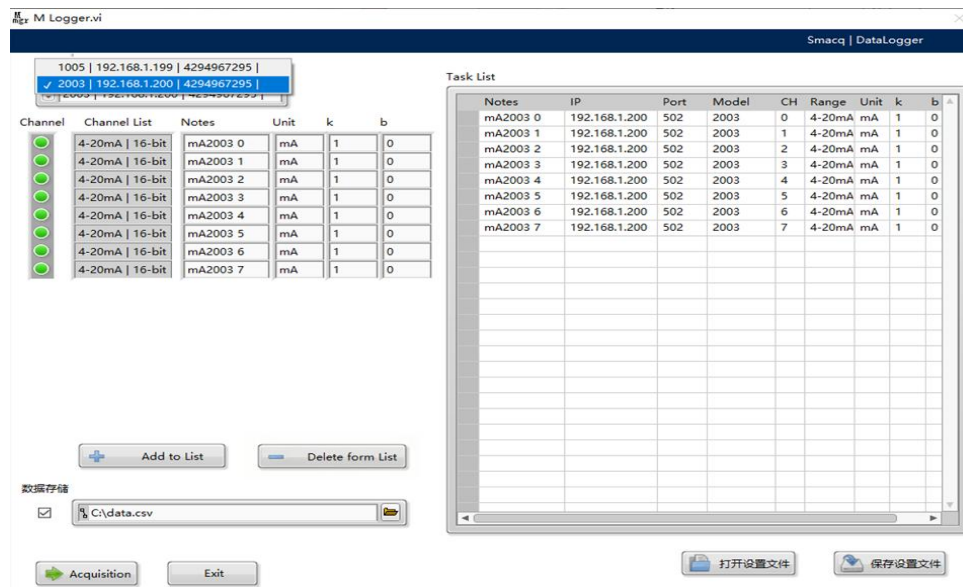 M Logger.vi
Smacq | DataLogger
1005 | 192.168.1.199 | 4294967295 |
✓ 2003 | 192.168.1.200 | 4294967295 |
2003 | 192.168.1.200 | 4294967295 |
Task List
Channel Channel List Notes Unit k b
4-20mA | 16-bit mA2003 0 mA 1 0
4-20mA | 16-bit mA2003 1 mA 1 0
4-20mA | 16-bit mA2003 2 mA 1 0
4-20mA | 16-bit mA2003 3 mA 1 0
4-20mA | 16-bit mA2003 4 mA 1 0
4-20mA | 16-bit mA2003 5 mA 1 0
4-20mA | 16-bit mA2003 6 mA 1 0
4-20mA | 16-bit mA2003 7 mA 1 0
Notes IP Port Model CH Range Unit k b
mA2003 0 192.168.1.200 502 2003 0 4-20mA mA 1 0
mA2003 1 192.168.1.200 502 2003 1 4-20mA mA 1 0
mA2003 2 192.168.1.200 502 2003 2 4-20mA mA 1 0
mA2003 3 192.168.1.200 502 2003 3 4-20mA mA 1 0
mA2003 4 192.168.1.200 502 2003 4 4-20mA mA 1 0
mA2003 5 192.168.1.200 502 2003 5 4-20mA mA 1 0
mA2003 6 192.168.1.200 502 2003 6 4-20mA mA 1 0
mA2003 7 192.168.1.200 502 2003 7 4-20mA mA 1 0
Add to List
Delete form List
数据存储
C:\data.csv
Acquisition
Exit
打开设置文件
保存设置文件